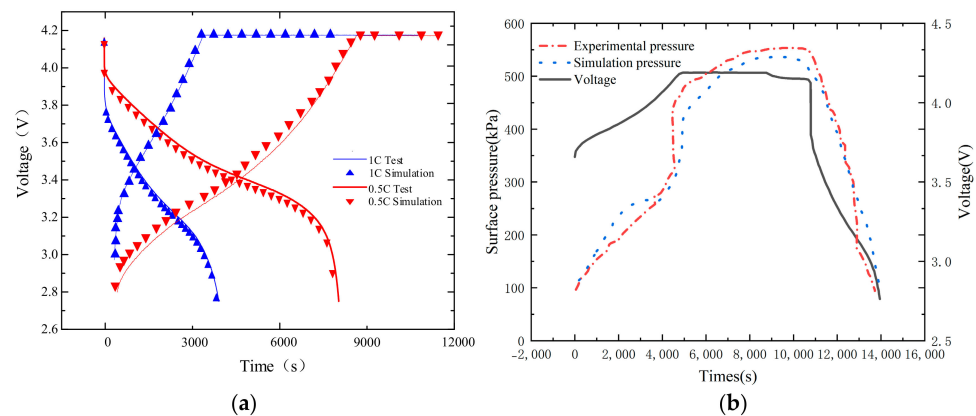 4.2
4.0
3.8
3.6
3.4
3.2
3.0
2.8
2.6
Voltage（V）
0
3000
6000
9000
12000
Time（s）
1C Test
1C Simulation
0.5C Test
0.5C Simulation
(a)
600
500
400
300
200
100
0
Surface pressure(kPa)
Experimental pressure
Simulation pressure
Voltage
4.5
4.0
3.5
3.0
2.5
Voltage(V)
-2,000
0
2,000
4,000
6,000
8,000
10,000
12,000
14,000
16,000
Times(s)
(b)